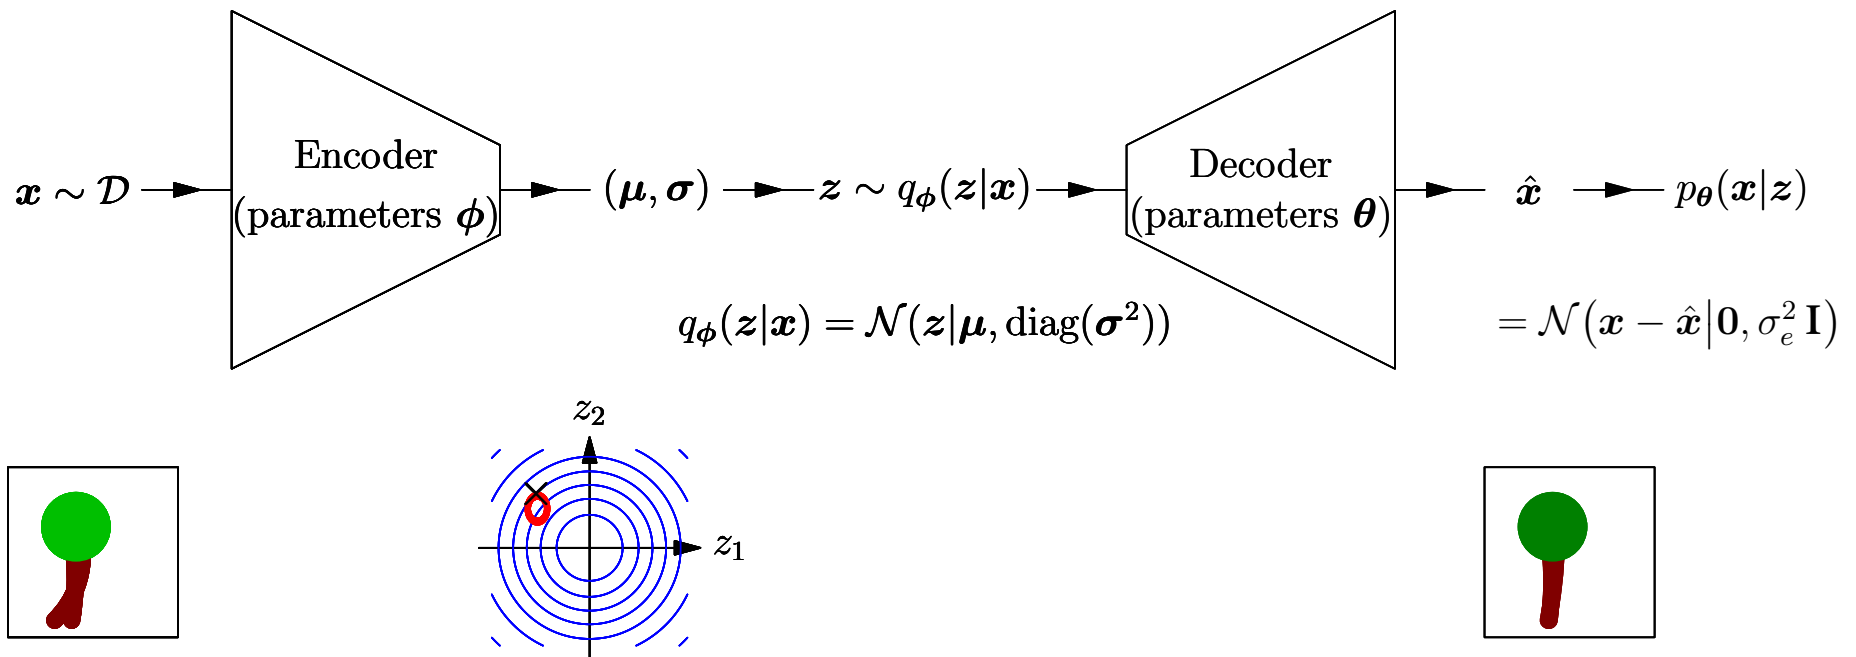 Encoder
(parameters ϕ)
Decoder
(parameters θ)
x ∼ 𝒟
(μ, σ)
z ∼ q_ϕ(z|x)
x̂
p_θ(x|z)
q_ϕ(z|x) = 𝒩(z|μ, diag(σ²))
= 𝒩(x − x̂|0, σ_e² I)
z₂
z₁